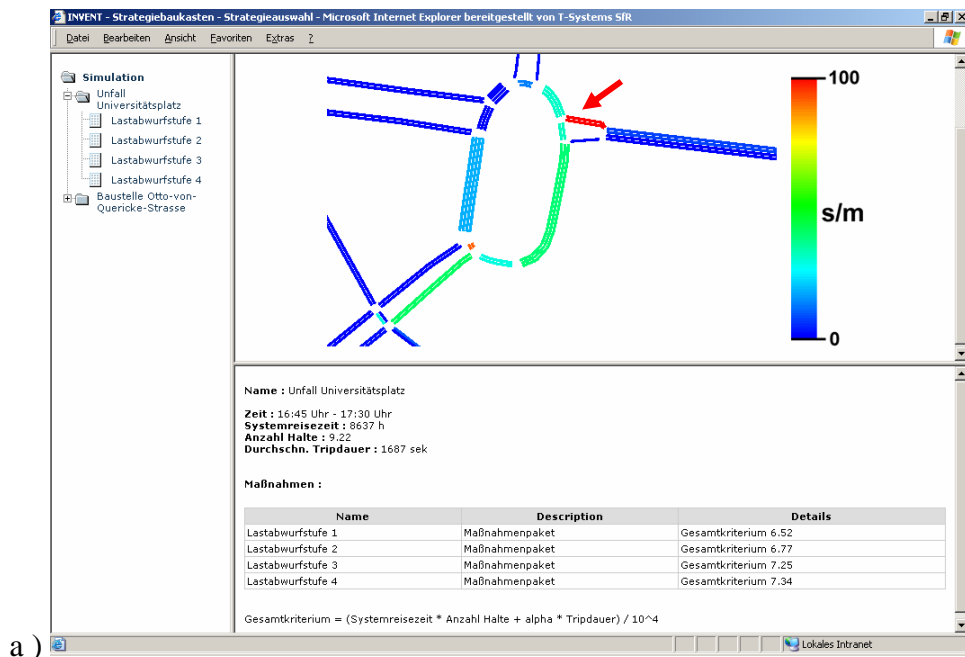 INVENT - Strategiebaukasten - Strategieauswahl - Microsoft Internet Explorer bereitgestellt von T-Systems SfR
Datei Bearbeiten Ansicht Favoriten Extras ?
Simulation
Unfall
Universitätsplatz
Lastabwurfstufe 1
Lastabwurfstufe 2
Lastabwurfstufe 3
Lastabwurfstufe 4
Baustelle Otto-von-
Quericke-Strasse
100
s/m
0
Name : Unfall Universitätsplatz
Zeit : 16:45 Uhr - 17:30 Uhr
Systemreisezeit : 8637 h
Anzahl Halte : 9.22
Durchschn. Tripdauer : 1687 sek
Maßnahmen :
Name Description Details
Lastabwurfstufe 1 Maßnahmenpaket Gesamtkriterium 6.52
Lastabwurfstufe 2 Maßnahmenpaket Gesamtkriterium 6.77
Lastabwurfstufe 3 Maßnahmenpaket Gesamtkriterium 7.25
Lastabwurfstufe 4 Maßnahmenpaket Gesamtkriterium 7.34
Gesamtkriterium = (Systemreisezeit * Anzahl Halte + alpha * Tripdauer) / 10^4
a )
Lokales Intranet